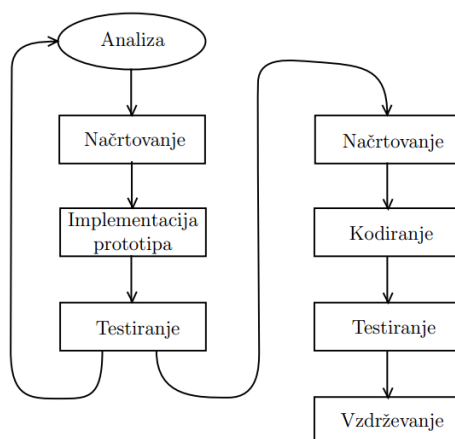 Analiza
Načrtovanje
Implementacija
prototipa
Testiranje
Načrtovanje
Kodiranje
Testiranje
Vzdrževanje